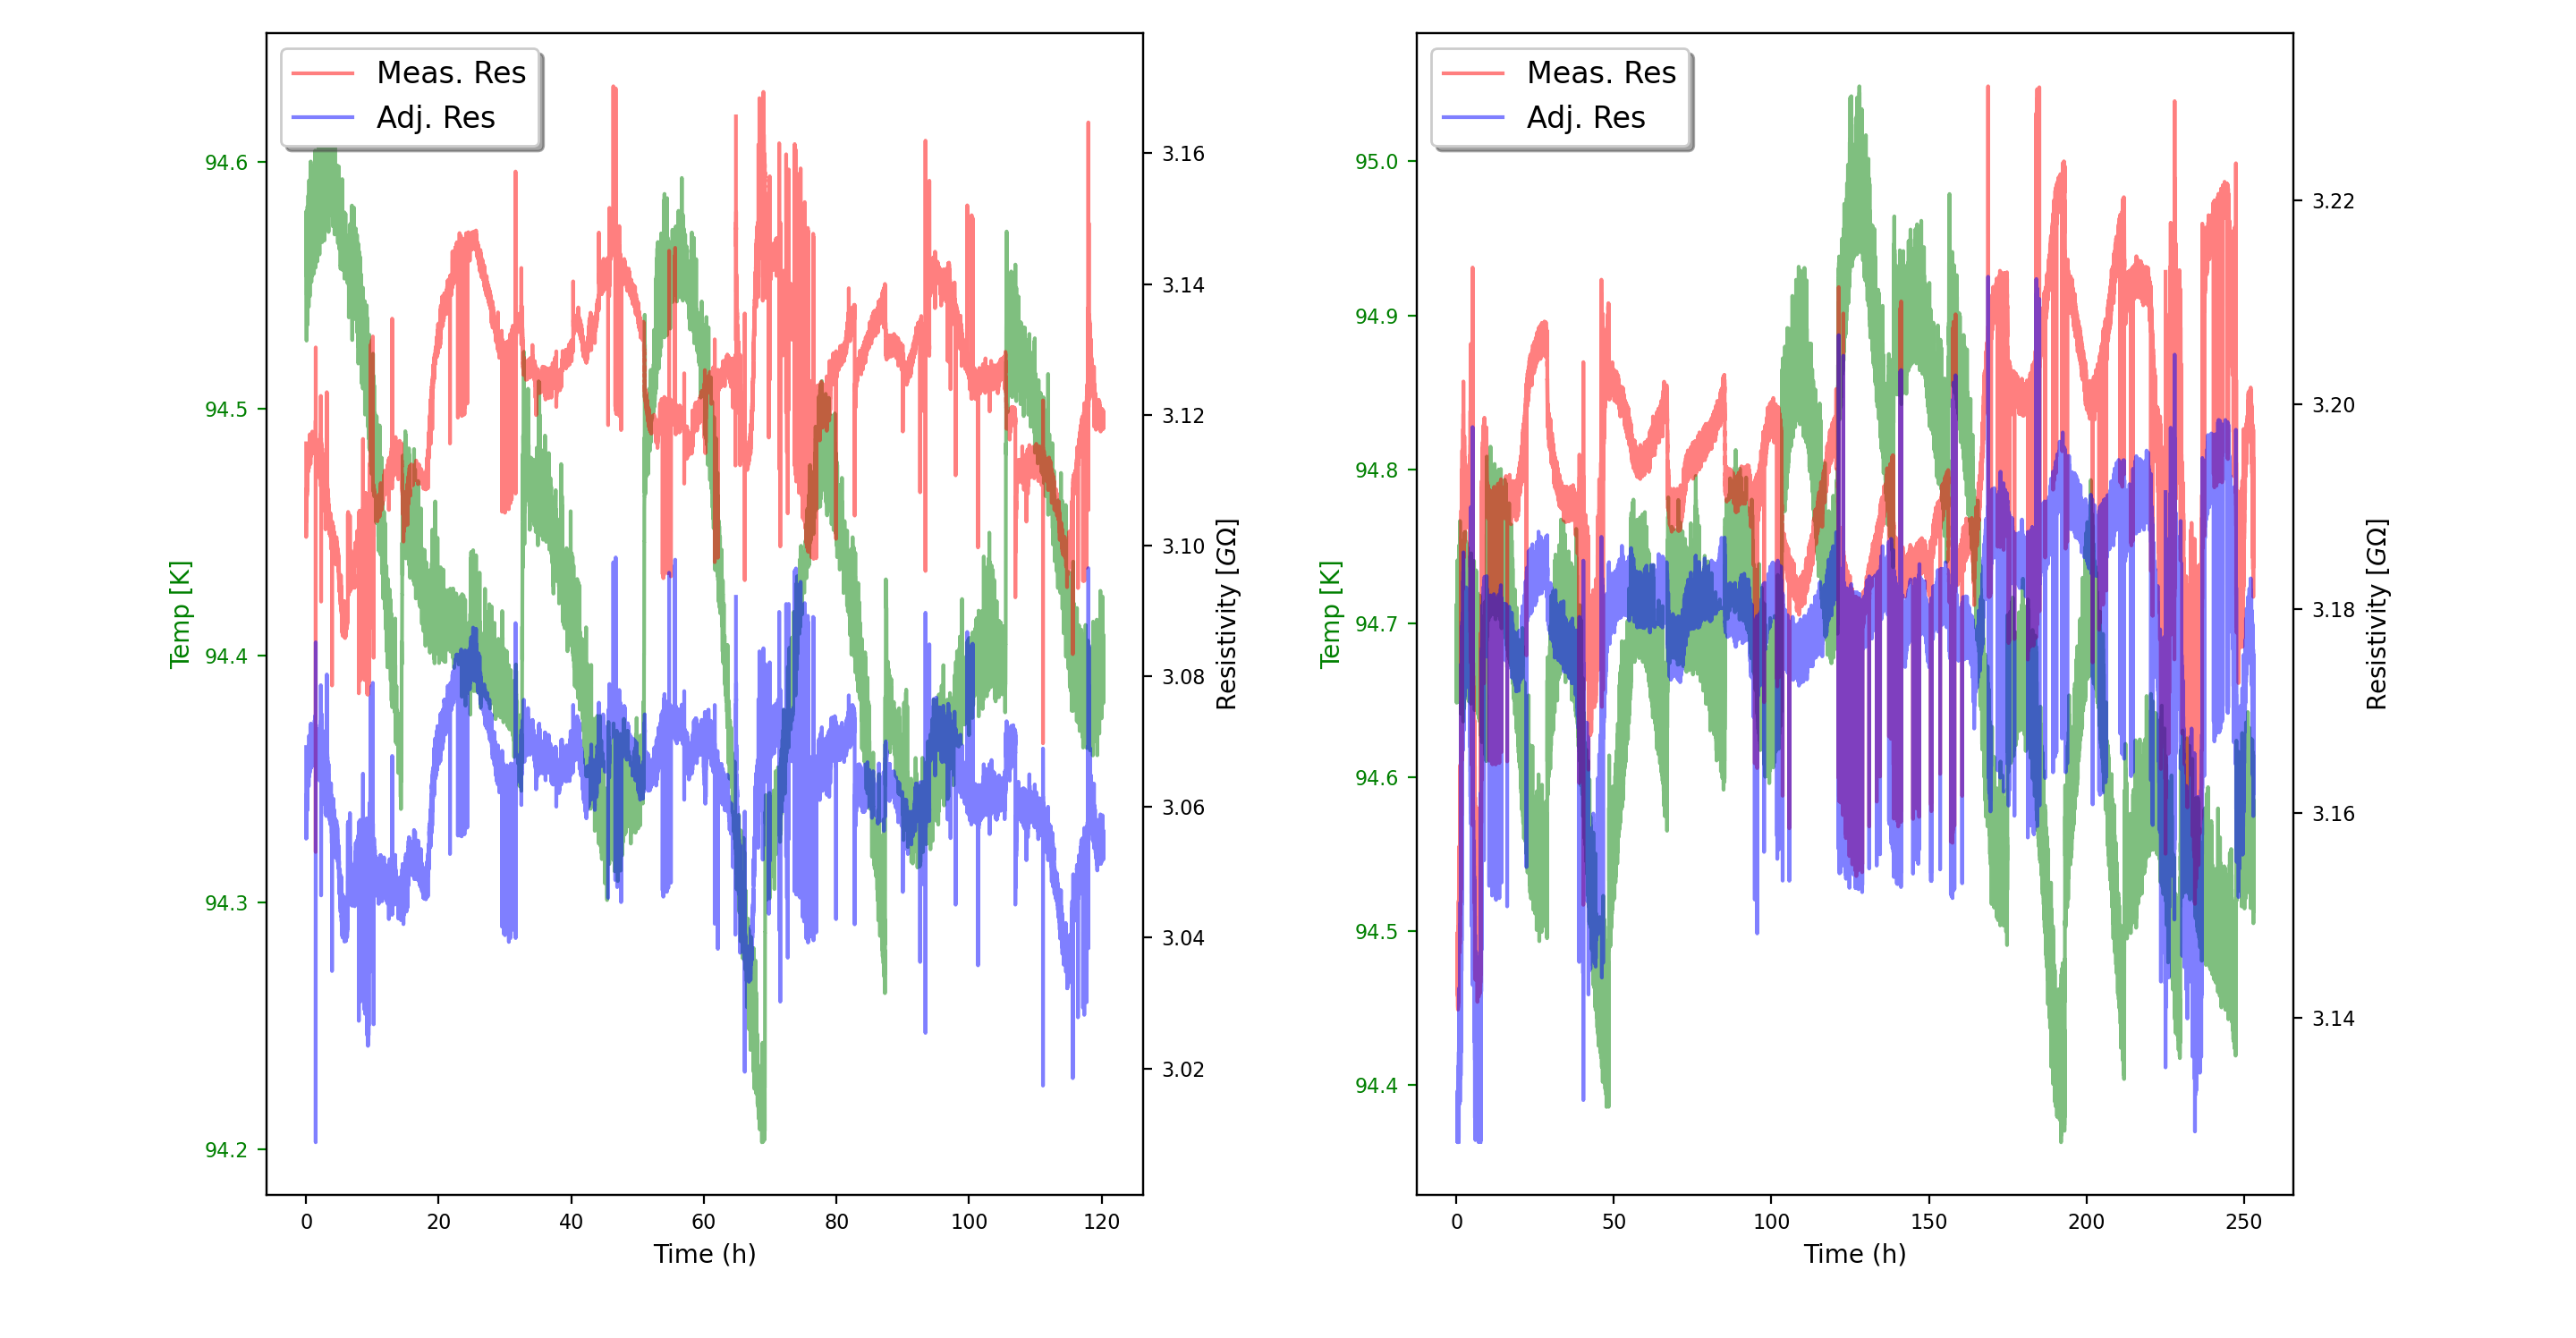 Meas. Res
Adj. Res
94.6
94.5
94.4
94.3
94.2
Temp [K]
3.16
3.14
3.12
3.10
3.08
3.06
3.04
3.02
Resistivity [GΩ]
0 20 40 60 80 100 120
Time (h)
Meas. Res
Adj. Res
95.0
94.9
94.8
94.7
94.6
94.5
94.4
Temp [K]
3.22
3.20
3.18
3.16
3.14
Resistivity [GΩ]
0 50 100 150 200 250
Time (h)